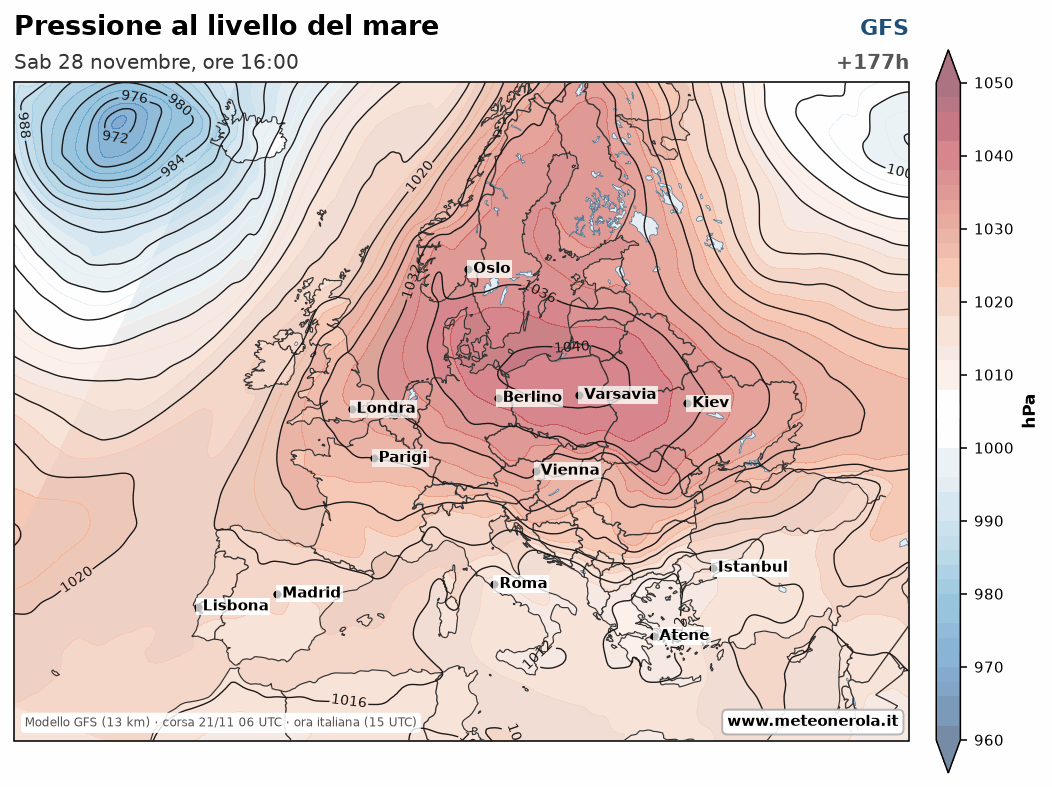 Pressione al livello del mare
GFS
Sab 28 novembre, ore 16:00
+177h
976
980
988
972
984
1020
1032
1036
1040
Oslo
Berlino
Varsavia
Kiev
Londra
Parigi
Vienna
1020
Lisbona
Madrid
Roma
Istanbul
Atene
1012
1016
Modello GFS (13 km) · corsa 21/11 06 UTC · ora italiana (15 UTC)
www.meteonerola.it
1050
1040
1030
1020
1010
1000
990
980
970
960
hPa